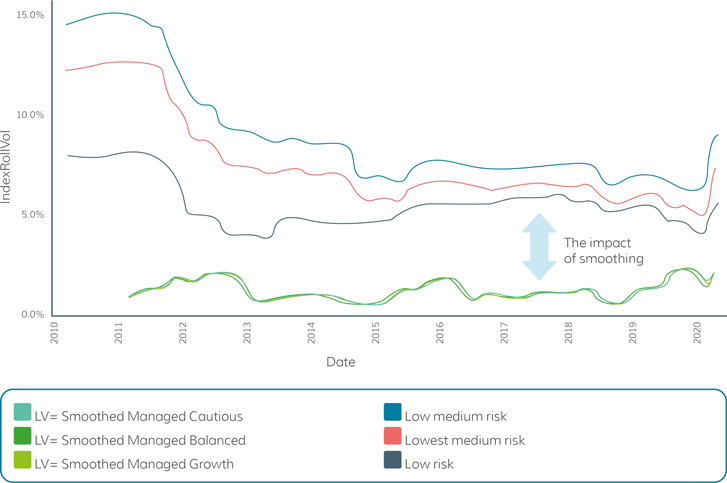 15.0%
10.0%
IndexRollVol
5.0%
The impact
of smoothing
0.0%
2010
2011
2012
2013
2014
2015
2016
2017
2018
2019
2020
Date
LV= Smoothed Managed Cautious
LV= Smoothed Managed Balanced
LV= Smoothed Managed Growth
Low medium risk
Lowest medium risk
Low risk